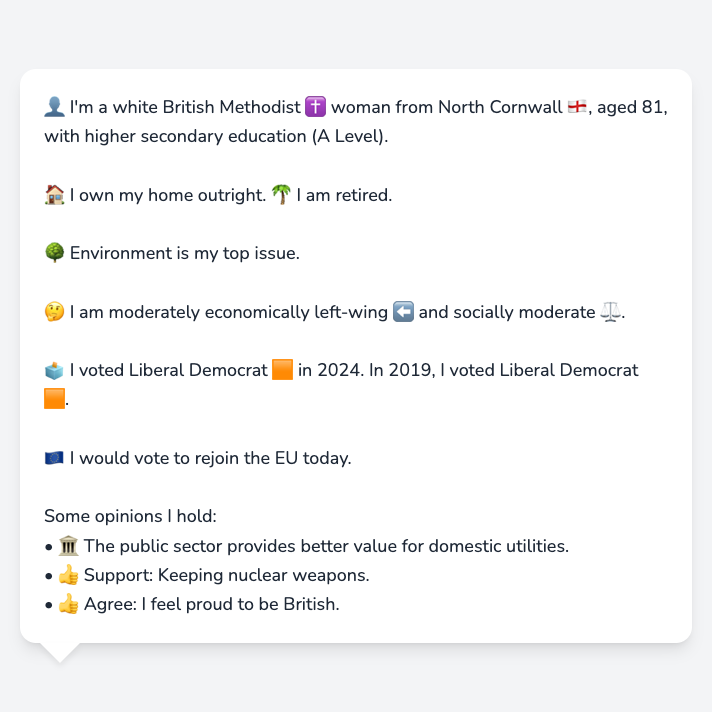 👤 I'm a white British Methodist ✝️ woman from North Cornwall 🏴󠁧󠁢󠁥󠁮󠁧󠁿, aged 81,
with higher secondary education (A Level).
🏠 I own my home outright. 🌴 I am retired.
🌳 Environment is my top issue.
🤔 I am moderately economically left-wing ⬅️ and socially moderate ⚖️.
🗳️ I voted Liberal Democrat 🟧 in 2024. In 2019, I voted Liberal Democrat
🟧.
🇪🇺 I would vote to rejoin the EU today.
Some opinions I hold:
• 🏛️ The public sector provides better value for domestic utilities.
• 👍 Support: Keeping nuclear weapons.
• 👍 Agree: I feel proud to be British.